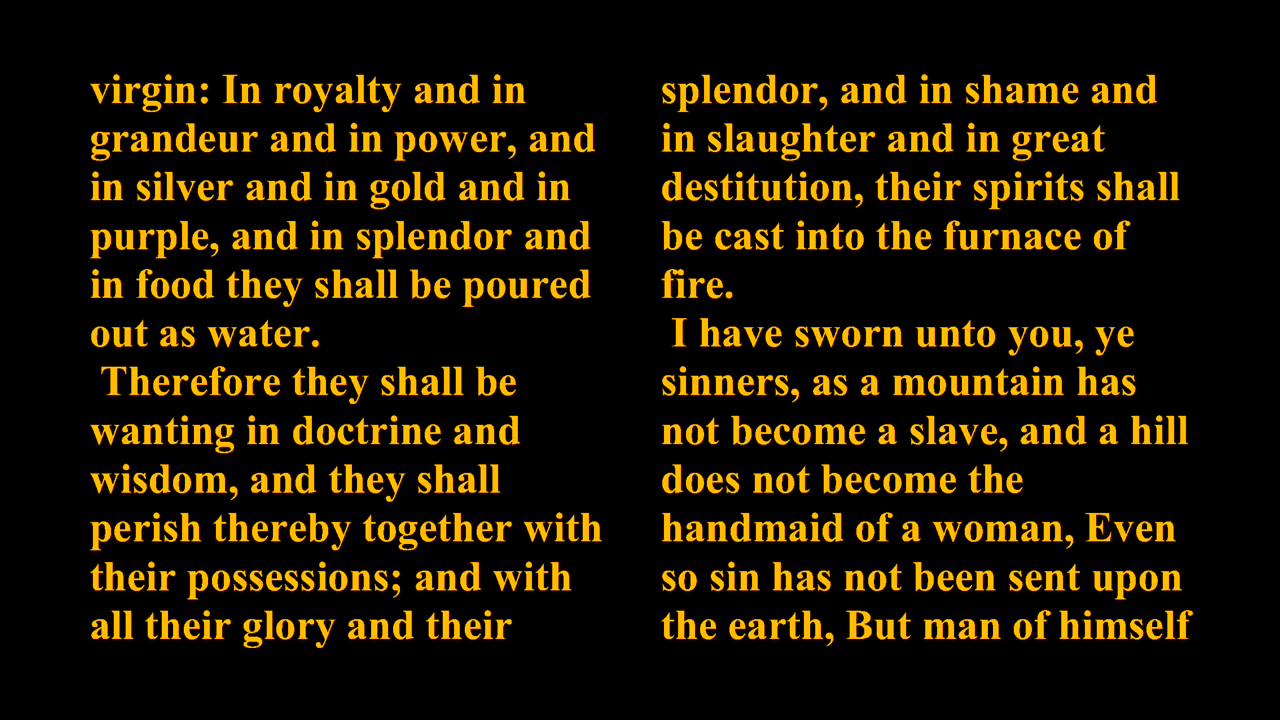 virgin: In royalty and in
grandeur and in power, and
in silver and in gold and in
purple, and in splendor and
in food they shall be poured
out as water.
Therefore they shall be
wanting in doctrine and
wisdom, and they shall
perish thereby together with
their possessions; and with
all their glory and their
splendor, and in shame and
in slaughter and in great
destitution, their spirits shall
be cast into the furnace of
fire.
I have sworn unto you, ye
sinners, as a mountain has
not become a slave, and a hill
does not become the
handmaid of a woman, Even
so sin has not been sent upon
the earth, But man of himself